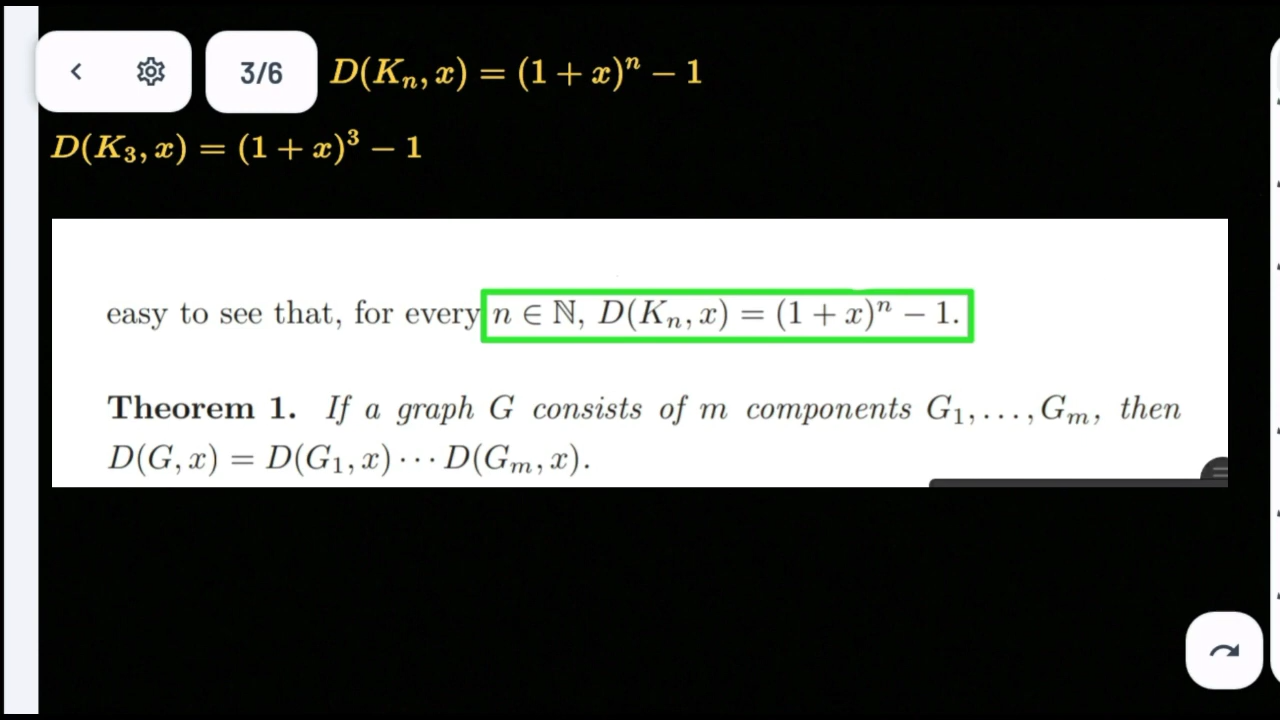 3/6 D(Kₙ, x) = (1 + x)ⁿ − 1
D(K₃, x) = (1 + x)³ − 1
easy to see that, for every n ∈ ℕ, D(Kₙ, x) = (1 + x)ⁿ − 1.
Theorem 1. If a graph G consists of m components G₁, . . . , Gₘ, then
D(G, x) = D(G₁, x) · · · D(Gₘ, x).